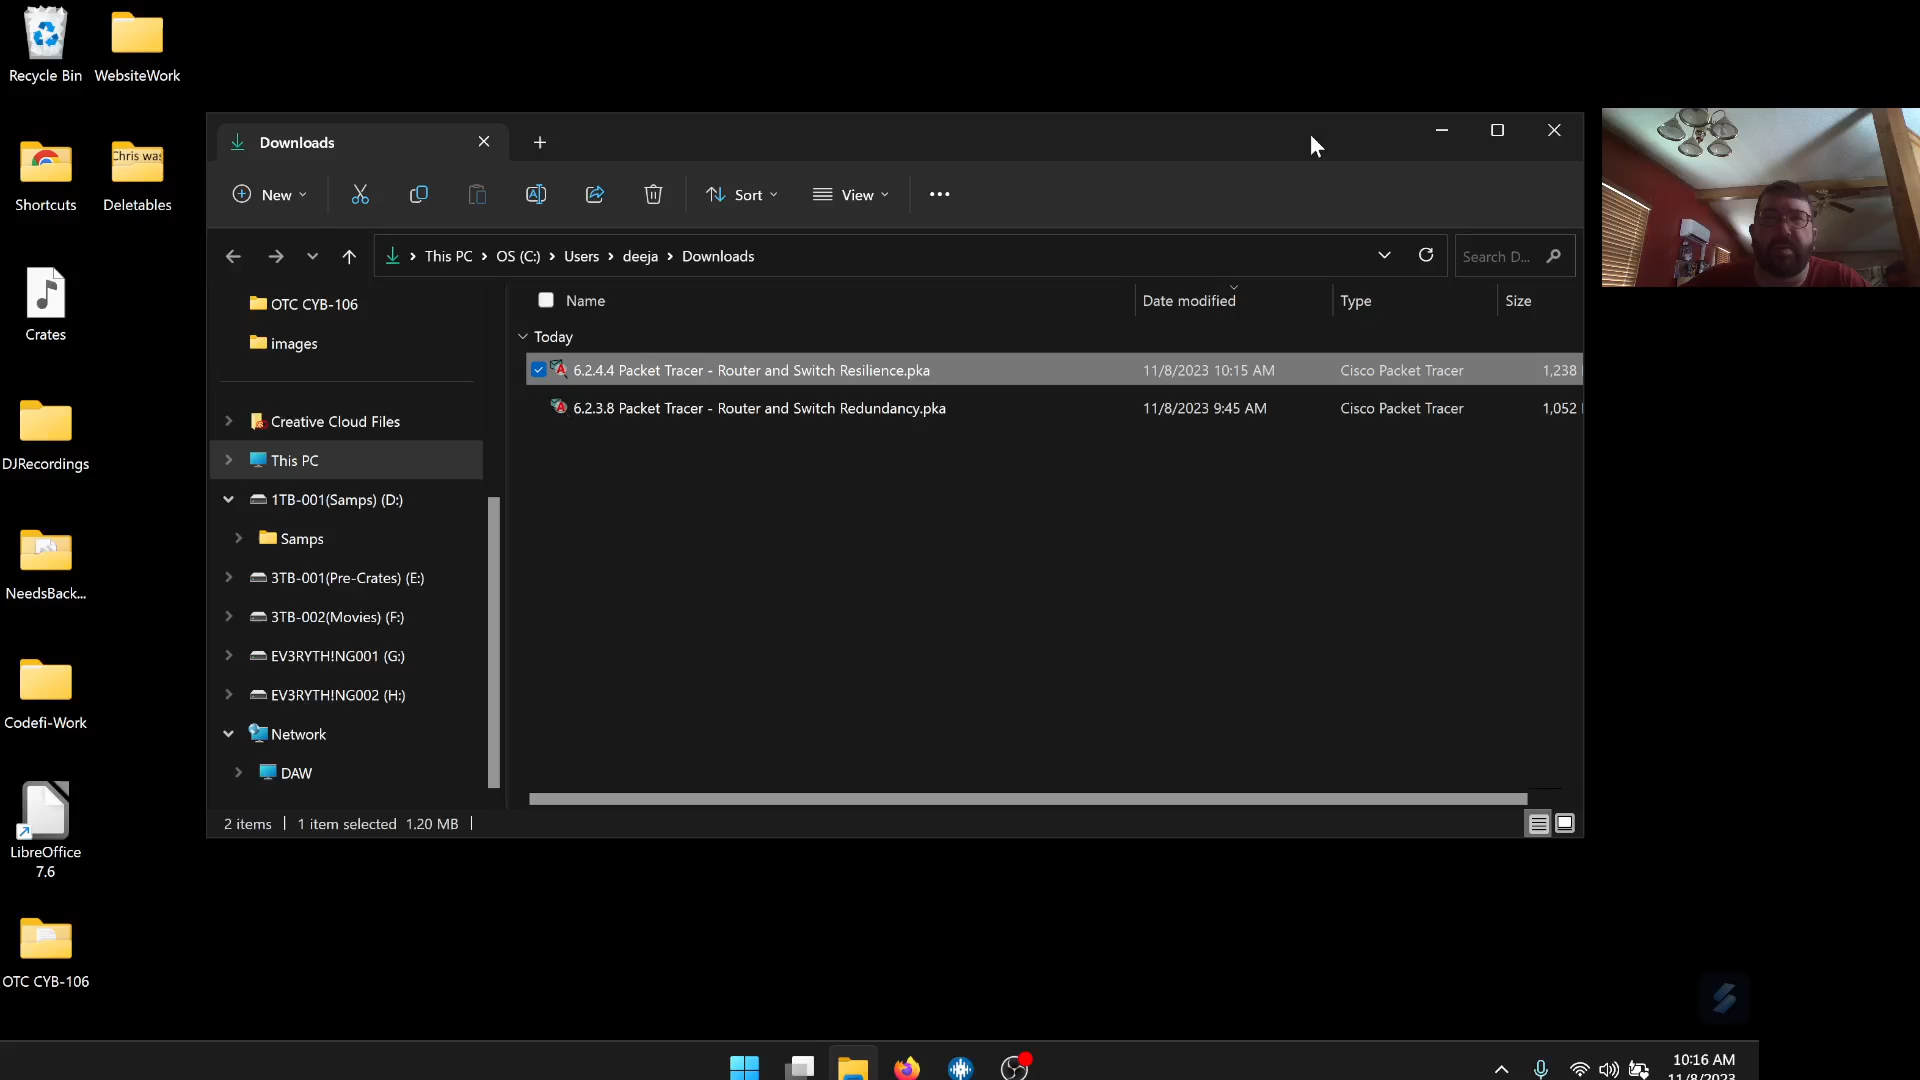 Recycle Bin
WebsiteWork
Shortcuts
Chris was
Deletables
Crates
DJRecordings
NeedsBack...
Codefi-Work
LibreOffice
7.6
OTC CYB-106
Downloads
New
Sort
View
This PC
OS (C:)
Users
deeja
Downloads
Search D...
OTC CYB-106
images
Creative Cloud Files
This PC
1TB-001(Samps) (D:)
Samps
3TB-001(Pre-Crates) (E:)
3TB-002(Movies) (F:)
EV3RYTH!NG001 (G:)
EV3RYTH!NG002 (H:)
Network
DAW
Name Date modified Type Size
Today
6.2.4.4 Packet Tracer - Router and Switch Resilience.pka 11/8/2023 10:15 AM Cisco Packet Tracer 1,238
6.2.3.8 Packet Tracer - Router and Switch Redundancy.pka 11/8/2023 9:45 AM Cisco Packet Tracer 1,052
2 items 1 item selected 1.20 MB
10:16 AM
11/8/2023